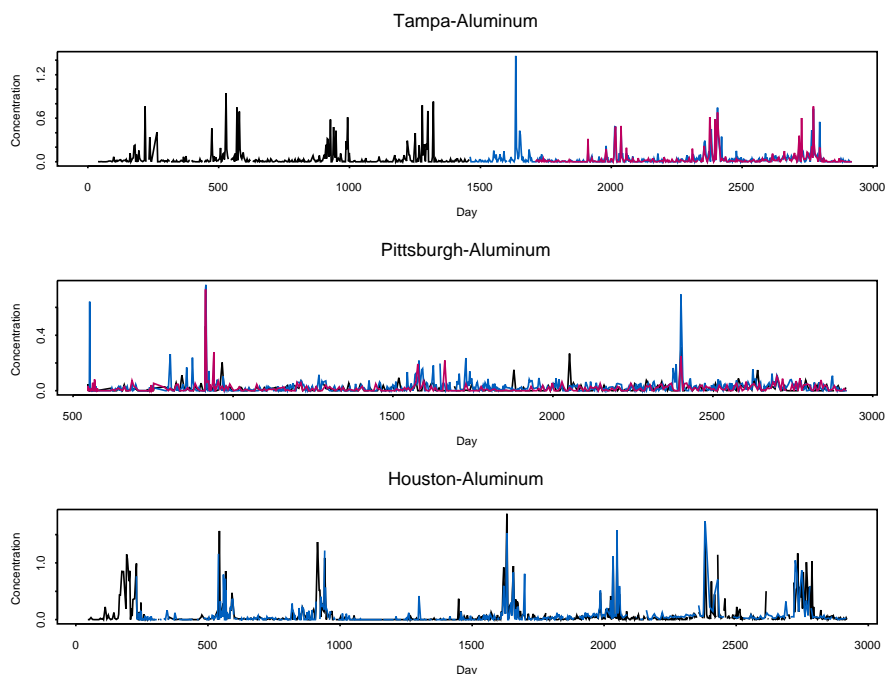 Tampa-Aluminum
Concentration
0.0 0.6 1.2
0 500 1000 1500 2000 2500 3000
Day
Pittsburgh-Aluminum
Concentration
0.0 0.4
500 1000 1500 2000 2500 3000
Day
Houston-Aluminum
Concentration
0.0 1.0
0 500 1000 1500 2000 2500 3000
Day